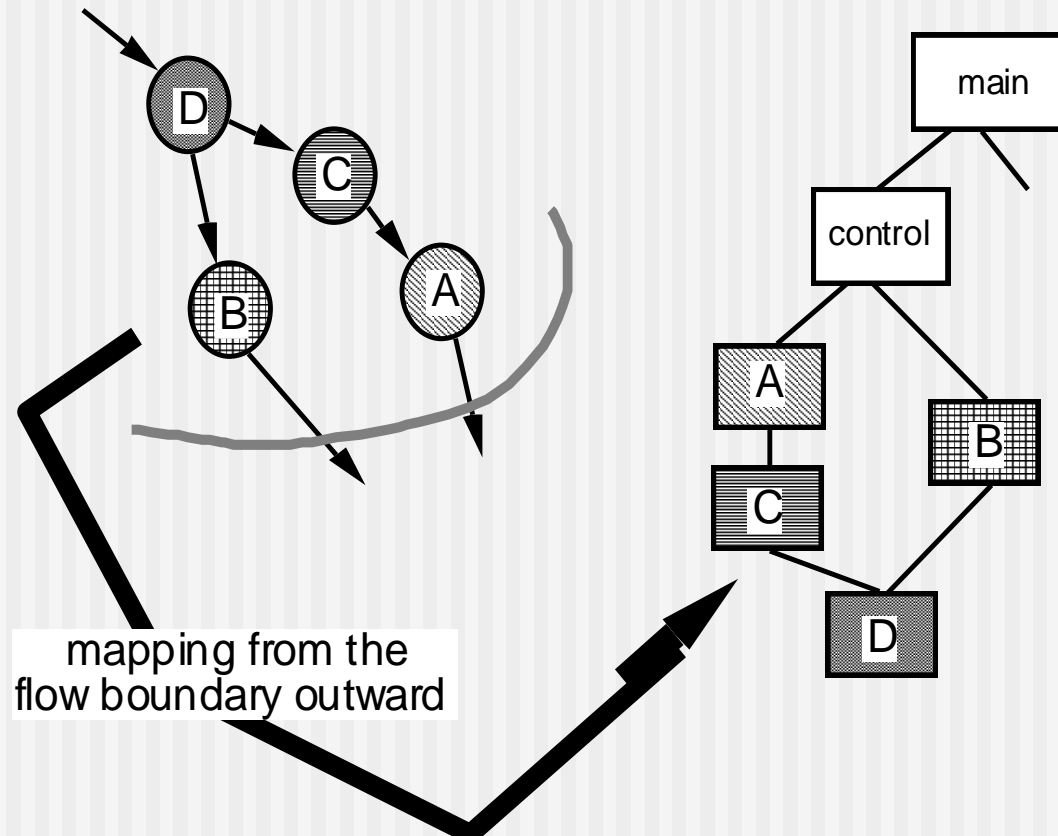 D
C
B
A
mapping from the
flow boundary outward
main
control
A
B
C
D